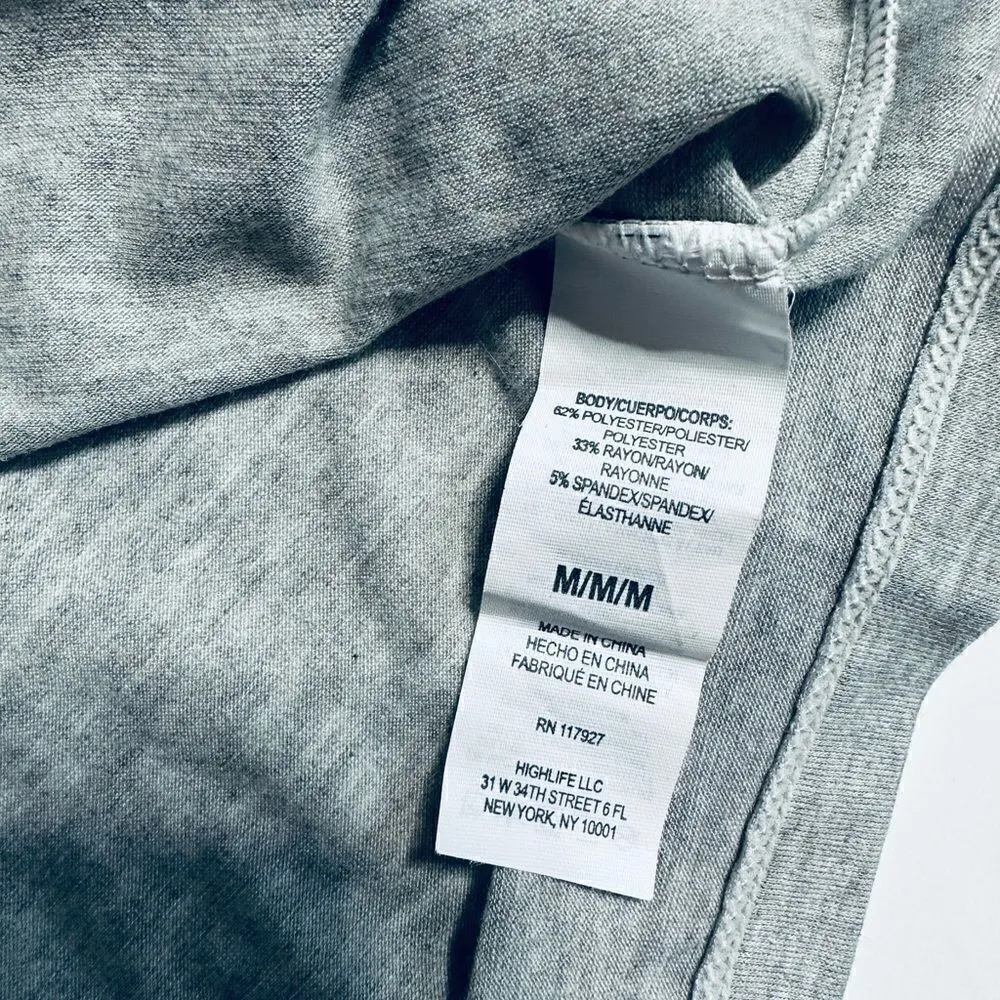 BODY/CUERPO/CORPS:
62% POLYESTER/POLIESTER/
POLYESTER
33% RAYON/RAYON/
RAYONNE
5% SPANDEX/SPANDEX/
ÉLASTHANNE
M/M/M
MADE IN CHINA
HECHO EN CHINA
FABRIQUÉ EN CHINE
RN 117927
HIGHLIFE LLC
31 W 34TH STREET 6 FL
NEW YORK, NY 10001